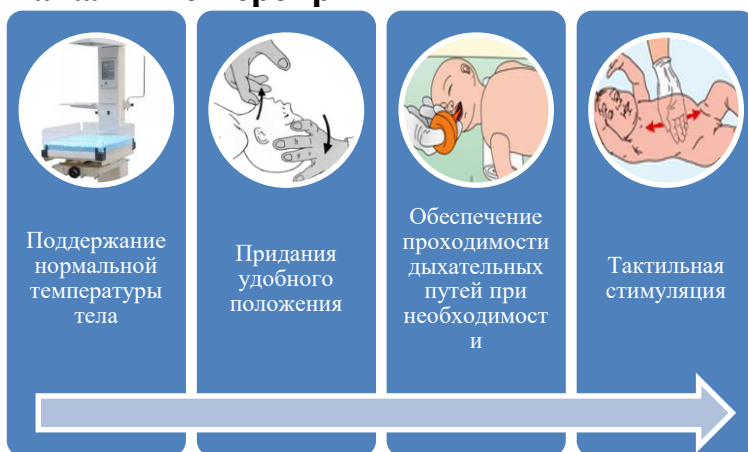 Поддержание
нормальной
температуры
тела
Придания
удобного
положения
Обеспечение
проходимости
дыхательных
путей при
необходимост
и
Тактильная
стимуляция